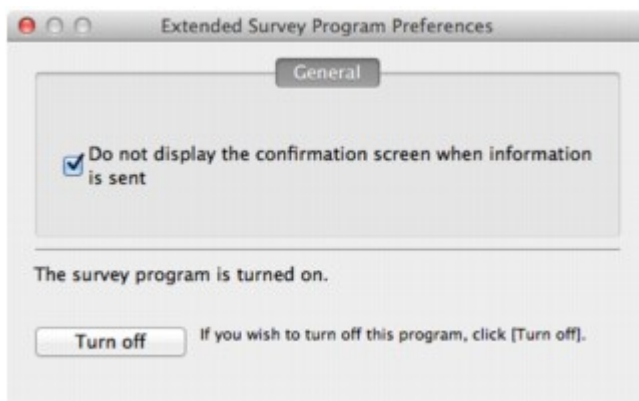 Extended Survey Program Preferences
General
Do not display the confirmation screen when information
is sent
The survey program is turned on.
Turn off
If you wish to turn off this program, click [Turn off].